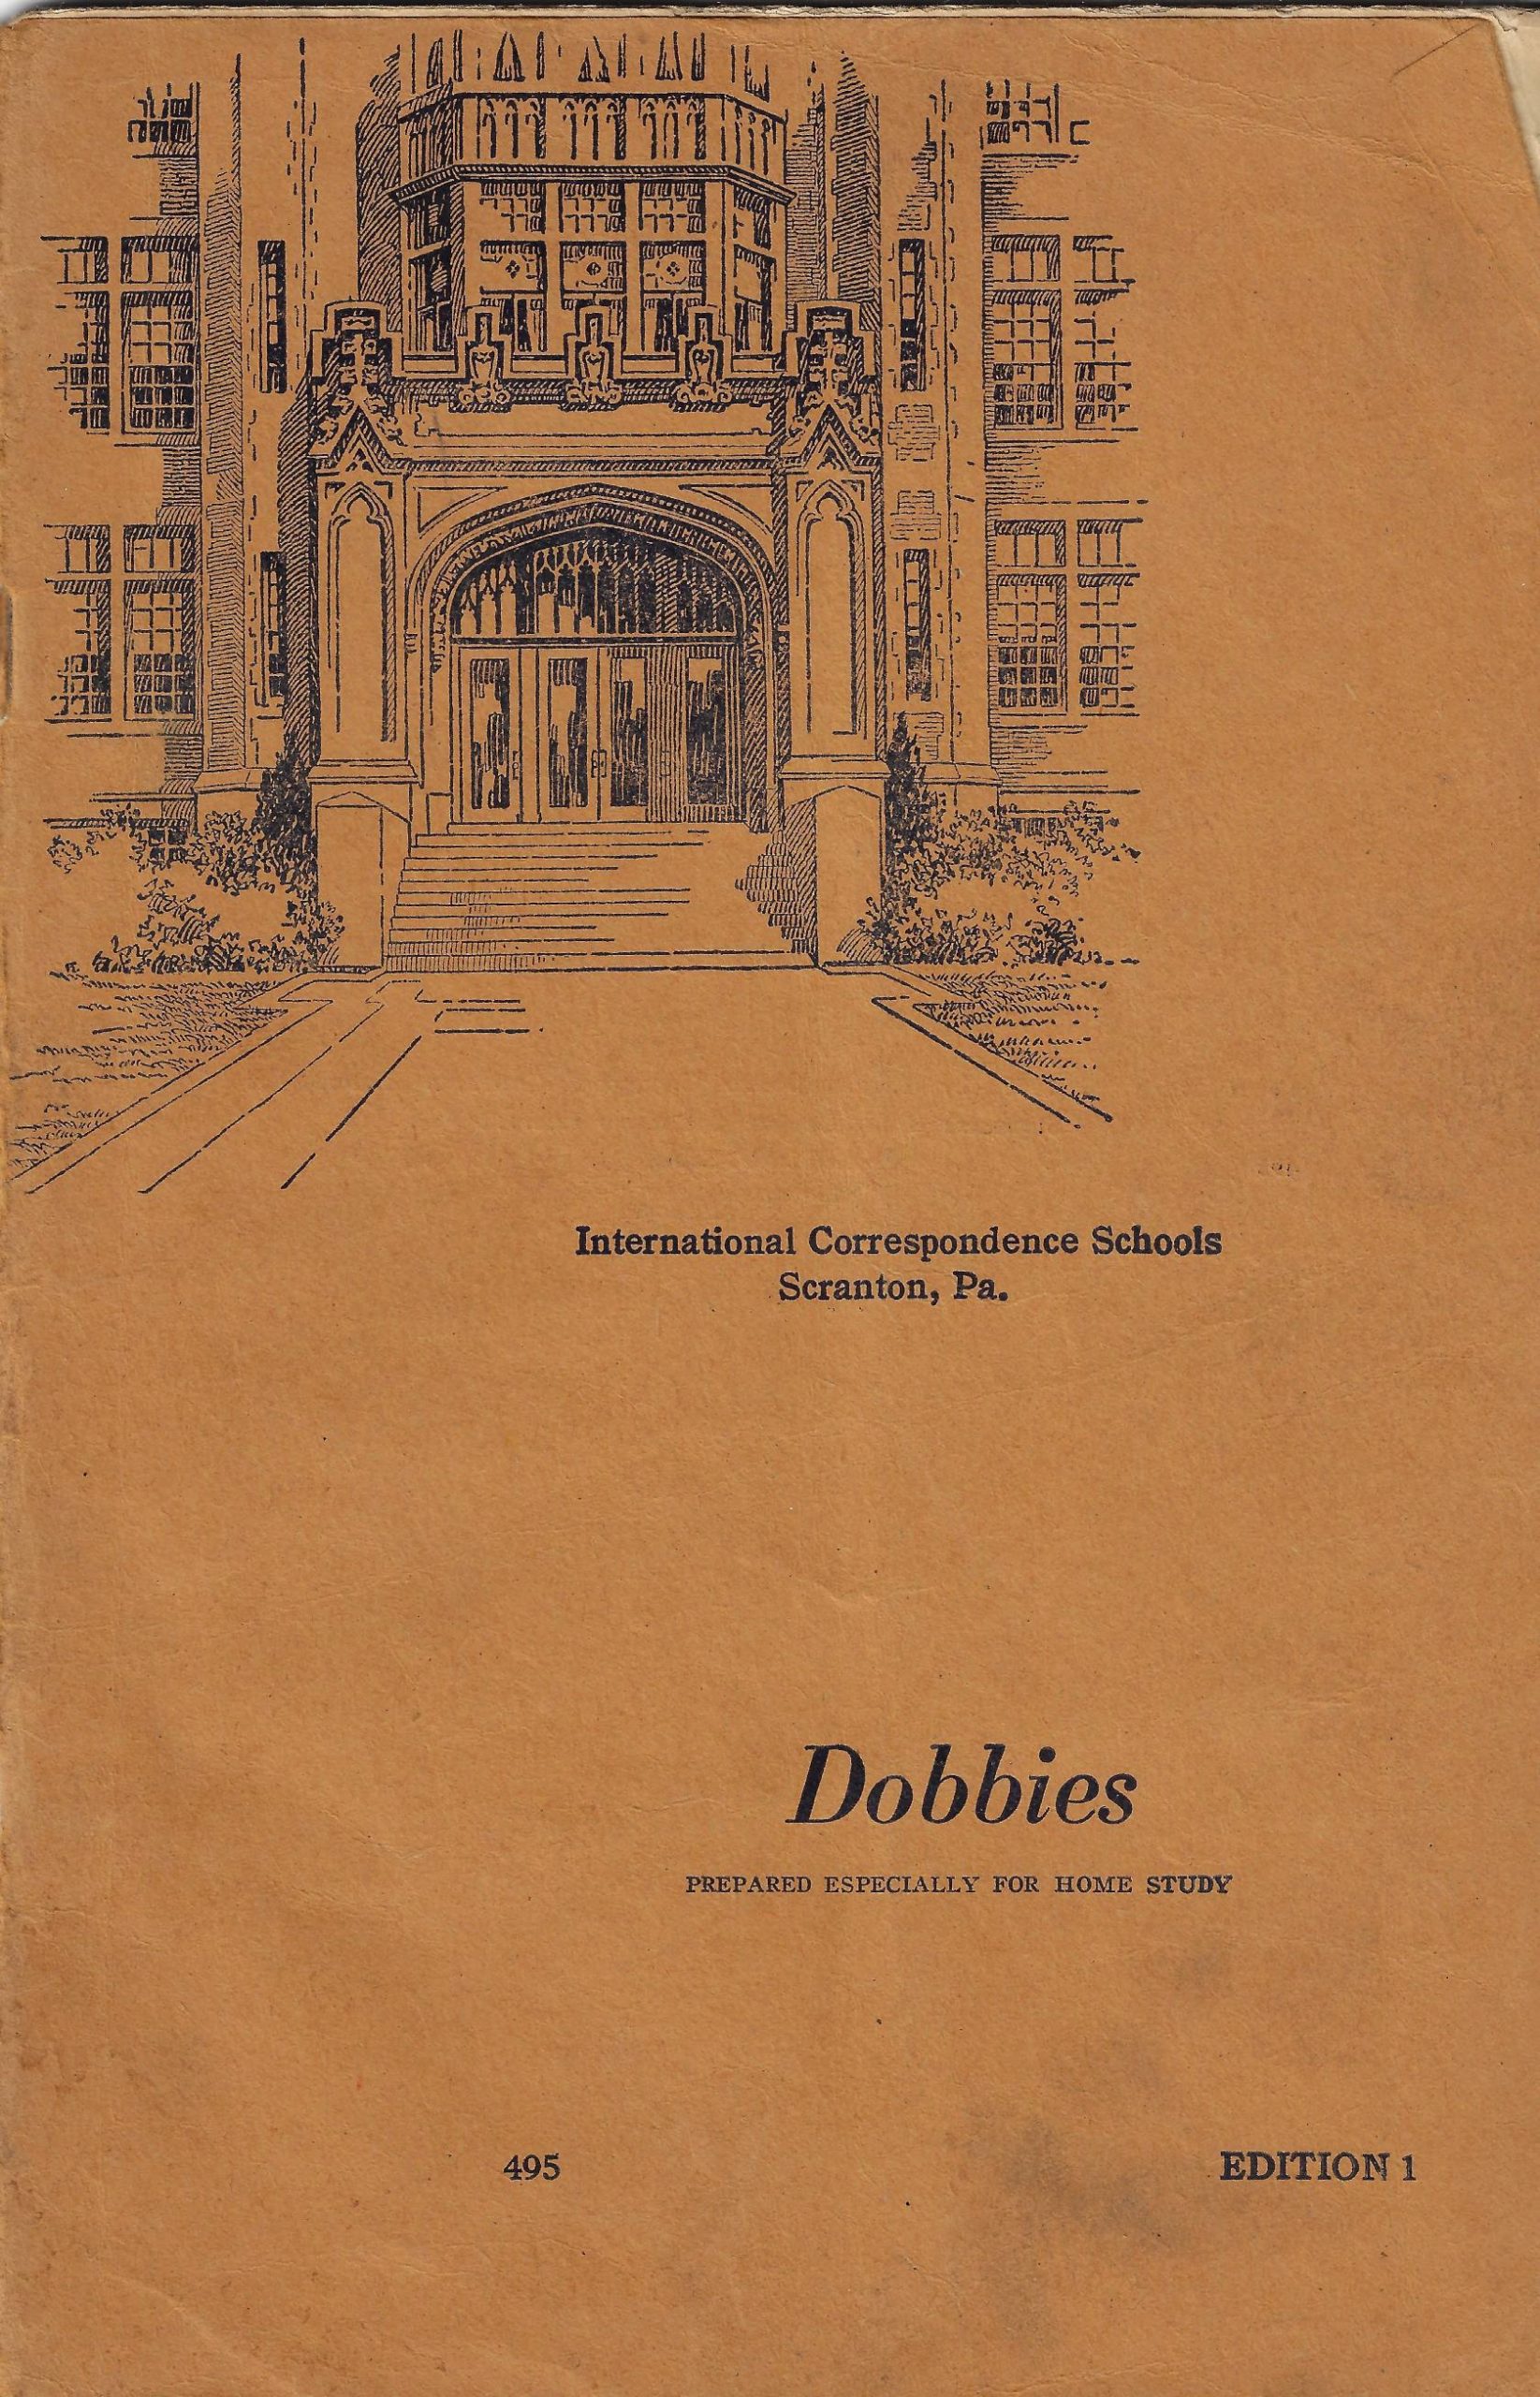 International Correspondence Schools
Scranton, Pa.
Dobbies
PREPARED ESPECIALLY FOR HOME STUDY
495
EDITION 1